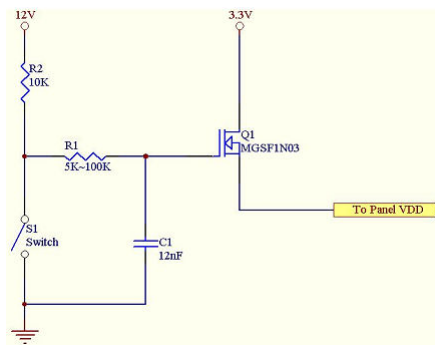 12V
3.3V
R2
10K
Q1
MGSF1N03
R1
5K~100K
To Panel VDD
S1
Switch
C1
12nF